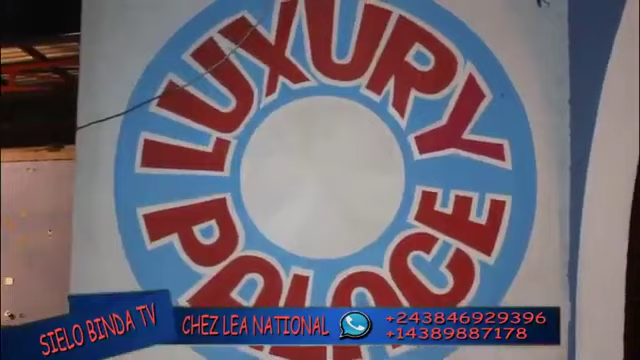 LUXURY
PALACE
SIELO BINDA TV
CHEZ LEA NATIONAL
+243846929396
+14389887178